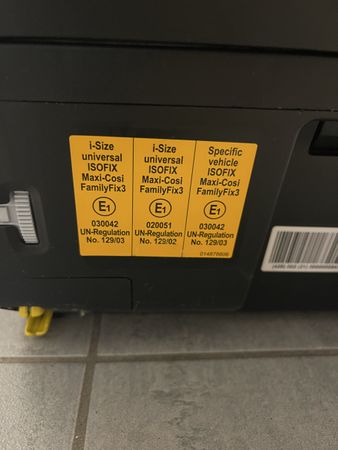 i-Size
universal
ISOFIX
Maxi-Cosi
FamilyFix3
E1
030042
UN-Regulation
No. 129/03
i-Size
universal
ISOFIX
Maxi-Cosi
FamilyFix3
E1
020051
UN-Regulation
No. 129/02
Specific
vehicle
ISOFIX
Maxi-Cosi
FamilyFix3
E1
030042
UN-Regulation
No. 129/03